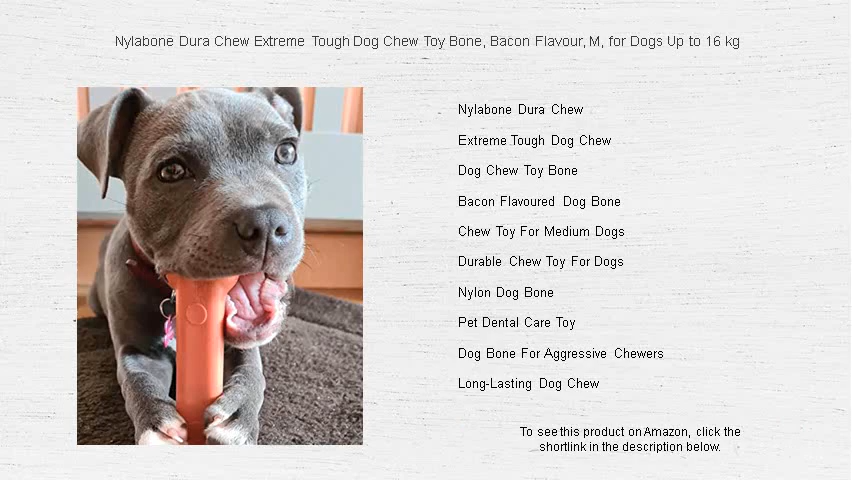 Nylabone Dura Chew Extreme Tough Dog Chew Toy Bone, Bacon Flavour, M, for Dogs Up to 16 kg
Nylabone Dura Chew
Extreme Tough Dog Chew
Dog Chew Toy Bone
Bacon Flavoured Dog Bone
Chew Toy For Medium Dogs
Durable Chew Toy For Dogs
Nylon Dog Bone
Pet Dental Care Toy
Dog Bone For Aggressive Chewers
Long-Lasting Dog Chew
To see this product on Amazon, click the
shortlink in the description below.